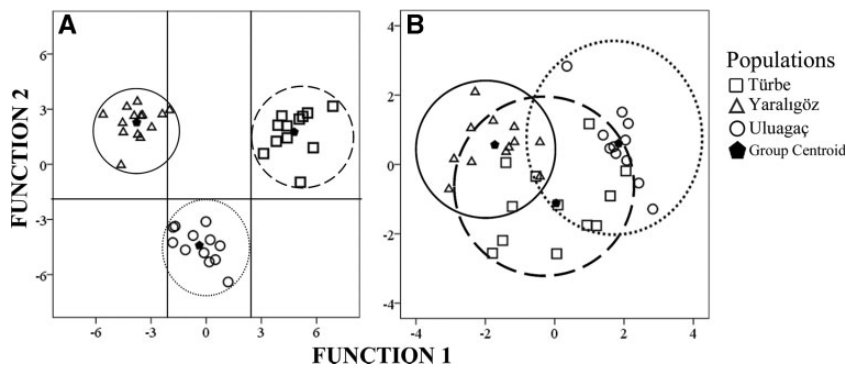 A
B
6
3
0
-3
-6
-6
-3
0
3
6
FUNCTION 2
4
2
0
-2
-4
-4
-2
0
2
4
FUNCTION 1
Populations
Türbe
Yaralıgöz
Uluagaç
Group Centroid